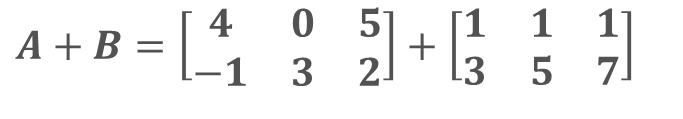 A + B = [4 0 5
−1 3 2] + [1 1 1
3 5 7]